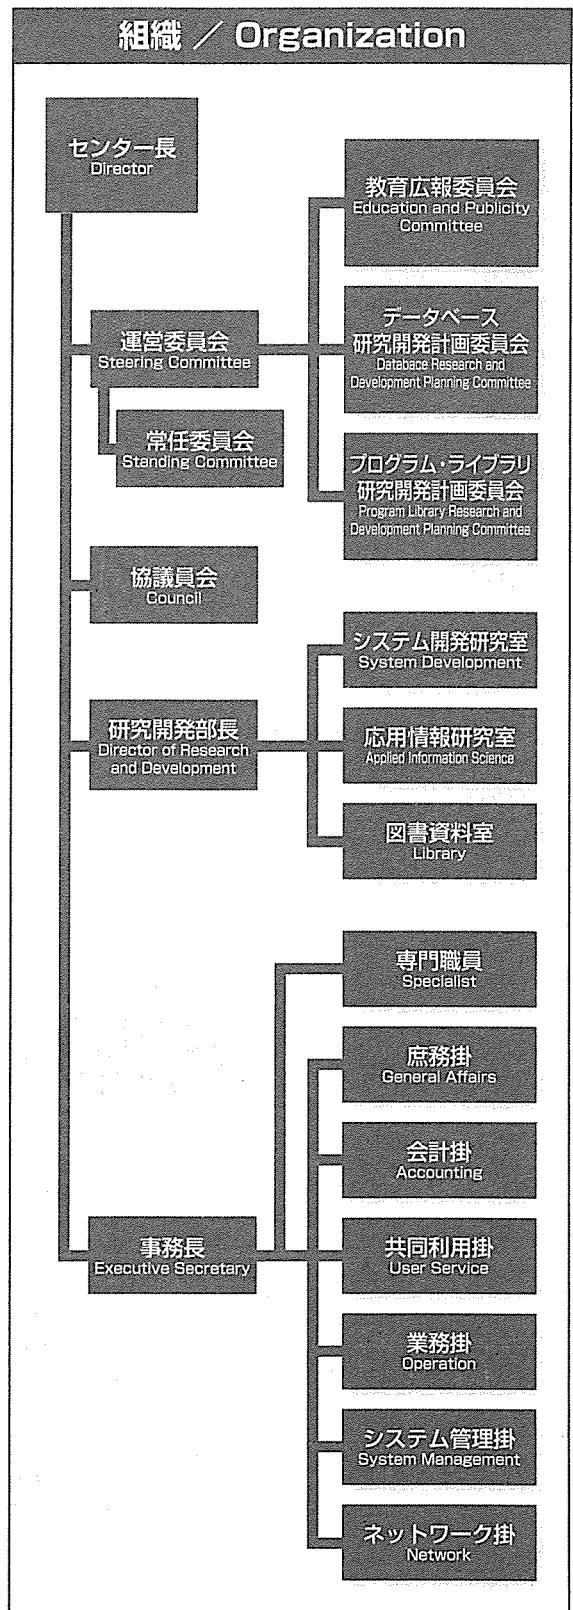 組織 / Organization
センター長
Director
教育広報委員会
Education and Publicity
Committee
運営委員会
Steering Committee
データベース
研究開発計画委員会
Databace Research and
Development Planning Committee
常任委員会
Standing Committee
プログラム・ライブラリ
研究開発計画委員会
Program Library Research and
Development Planning Committee
協議員会
Council
システム開発研究室
System Development
研究開発部長
Director of Research
and Development
応用情報研究室
Applied Information Science
図書資料室
Library
専門職員
Specialist
庶務掛
General Affairs
会計掛
Accounting
事務長
Executive Secretary
共同利用掛
User Service
業務掛
Operation
システム管理掛
System Management
ネットワーク掛
Network